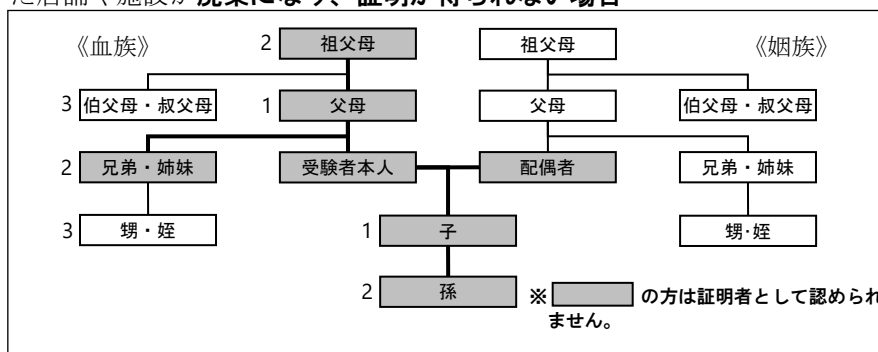 た店舗や施設が廃業になり、証明が得られない場合
《血族》 2 祖父母 祖父母 《姻族》
3 伯父母・叔父母 1 父母 父母 伯父母・叔父母
2 兄弟・姉妹 受験者本人 配偶者 兄弟・姉妹
3 甥・姪 1 子 甥・姪
2 孫 ※ の方は証明者として認められ
ません。